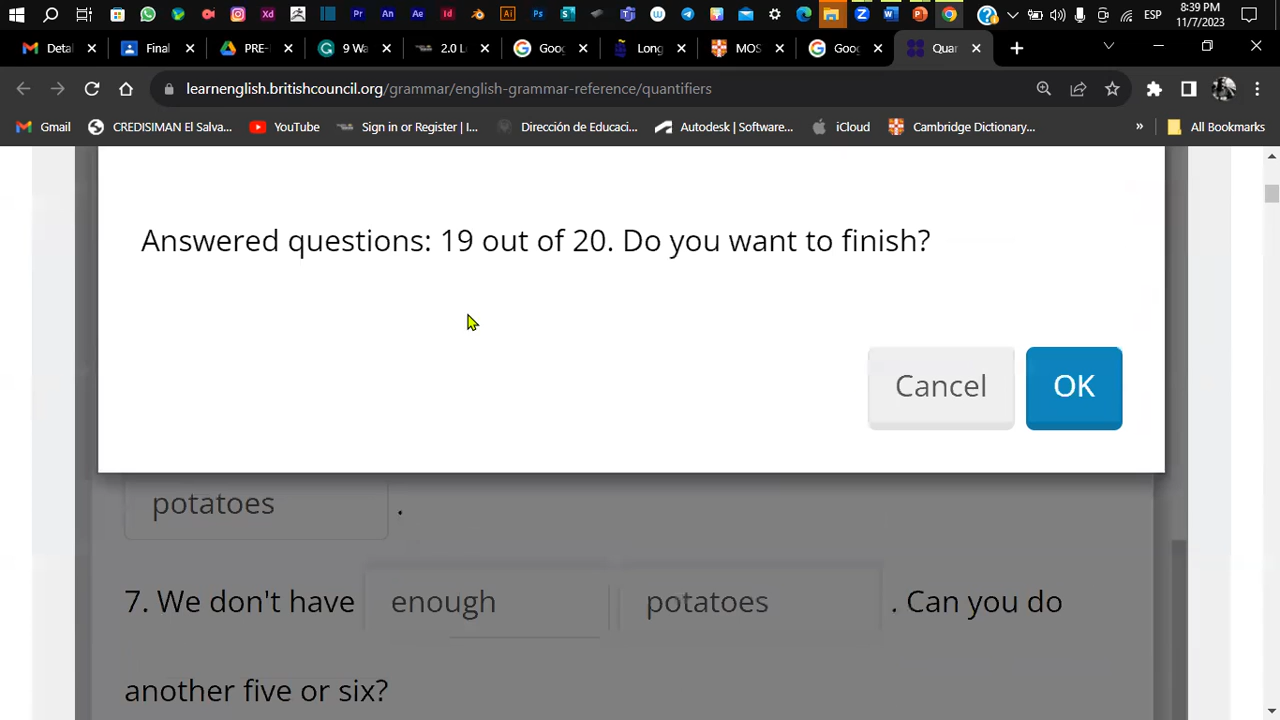 ESP
8:39 PM
11/7/2023
Detal
Final
PRE-
9 Wa
2.0 L
Goog
Long
MOS
Goog
Quar
learnenglish.britishcouncil.org/grammar/english-grammar-reference/quantifiers
Gmail
CREDISIMAN El Salva...
YouTube
Sign in or Register | I...
Dirección de Educaci...
Autodesk | Software...
iCloud
Cambridge Dictionary...
»
All Bookmarks
Answered questions: 19 out of 20. Do you want to finish?
Cancel
OK
potatoes .
7. We don't have enough potatoes . Can you do
another five or six?